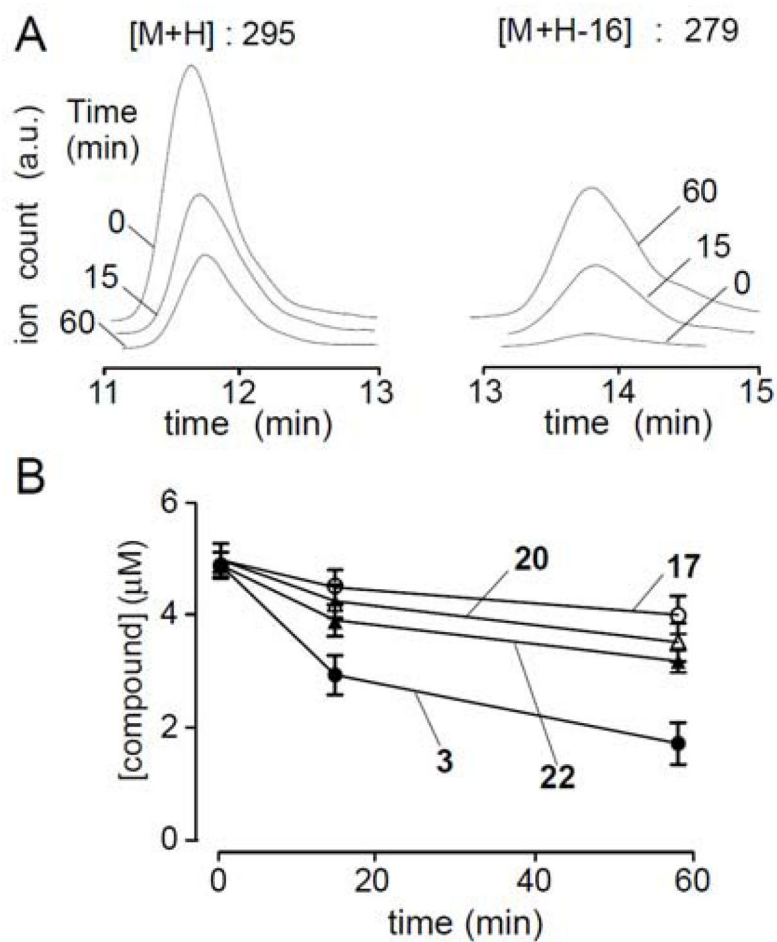 A
[M+H] : 295
[M+H-16] : 279
Time
(min)
ion count (a.u.)
0
15
60
60
15
0
11
12
13
13
14
15
time (min)
time (min)
B
[compound] (μM)
6
4
2
0
20
17
3
22
0
20
40
60
time (min)